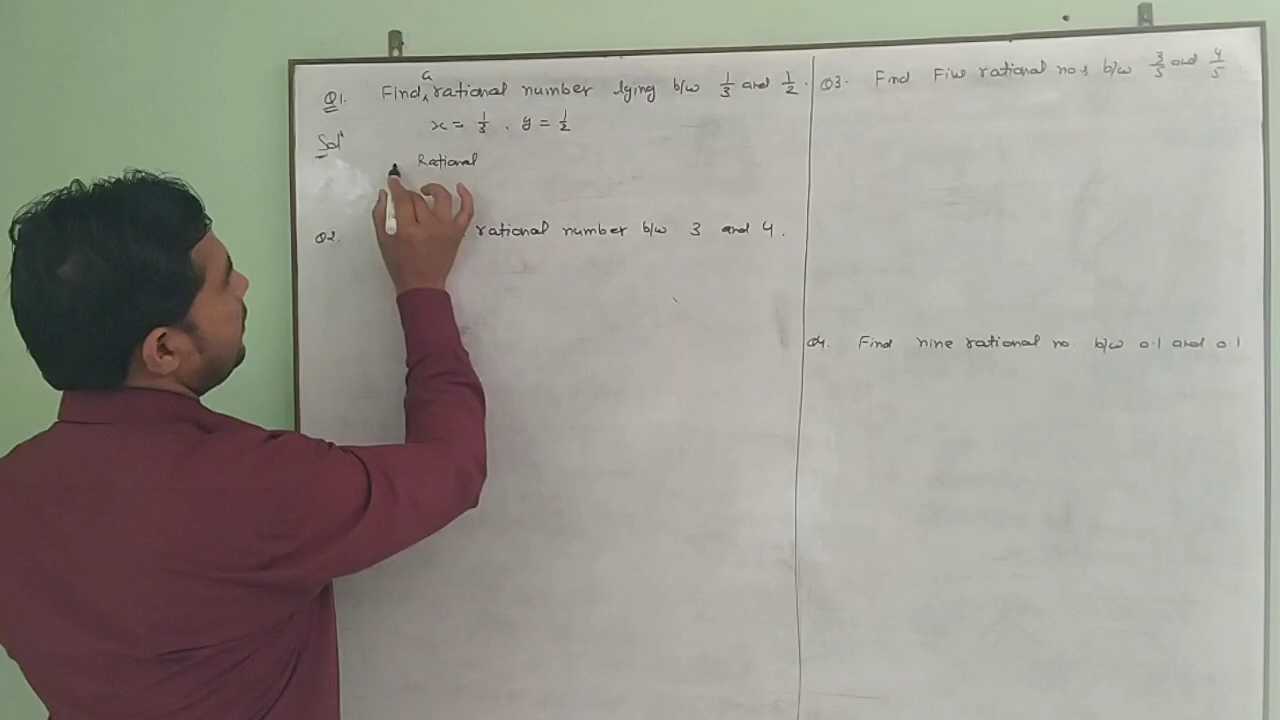 Q1. Find a rational number lying b/w 1/3 and 1/2.
Solⁿ x = 1/3 . y = 1/2
Rational
Q2. rational number b/w 3 and 4.
Q3. Find Five rational nos b/w 3/5 and 4/5
Q4. Find nine rational no. b/w 0.1 and 0.1